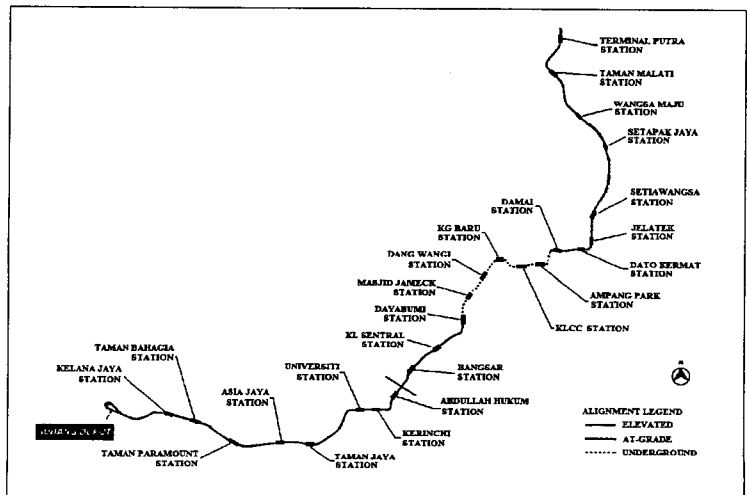 TERMINAL PUTRA
STATION
TAMAN MALATI
STATION
WANGSA MAJU
STATION
SETAPAK JAYA
STATION
SETIAWANGSA
STATION
DAMAI
STATION
JELATEK
STATION
KG BARU
STATION
DATO KERMAT
STATION
DANG WANGI
STATION
AMPANG PARK
STATION
MASJID JAMECK
STATION
KLCC STATION
DAYABUMI
STATION
KL SENTRAL
STATION
TAMAN BAHAGIA
STATION
UNIVERSITI
STATION
BANGSAR
STATION
KELANA JAYA
STATION
ASIA JAYA
STATION
ABDULLAH HUKUM
STATION
KERINCHI
STATION
TAMAN PARAMOUNT
STATION
TAMAN JAYA
STATION
ALIGNMENT LEGEND
ELEVATED
AT-GRADE
UNDERGROUND